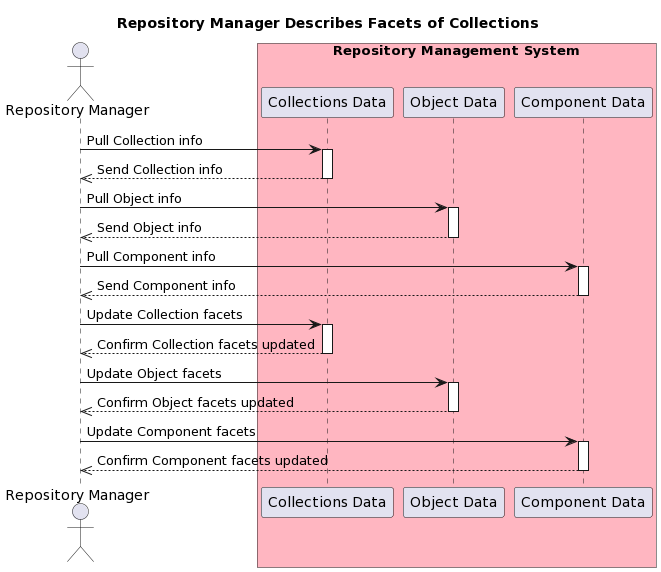 Repository Manager Describes Facets of Collections
Repository Management System
Repository Manager
Collections Data
Object Data
Component Data
Pull Collection info
Send Collection info
Pull Object info
Send Object info
Pull Component info
Send Component info
Update Collection facets
Confirm Collection facets updated
Update Object facets
Confirm Object facets updated
Update Component facets
Confirm Component facets updated
Repository Manager
Collections Data
Object Data
Component Data